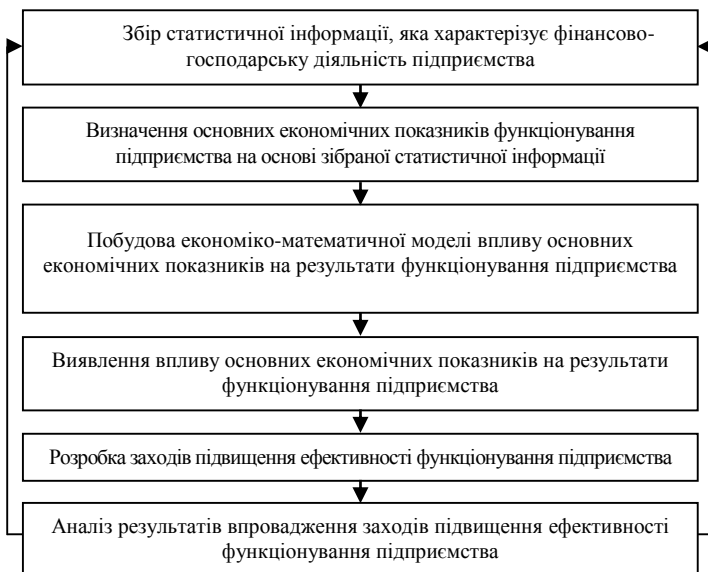 Збір статистичної інформації, яка характерізує фінансово-
господарську діяльність підприємства
Визначення основних економічних показників функціонування
підприємства на основі зібраної статистичної інформації
Побудова економіко-математичної моделі впливу основних
економічних показників на результати функціонування підприємства
Виявлення впливу основних економічних показників на результати
функціонування підприємства
Розробка заходів підвищення ефективності функціонування підприємства
Аналіз результатів впровадження заходів підвищення ефективності
функціонування підприємства